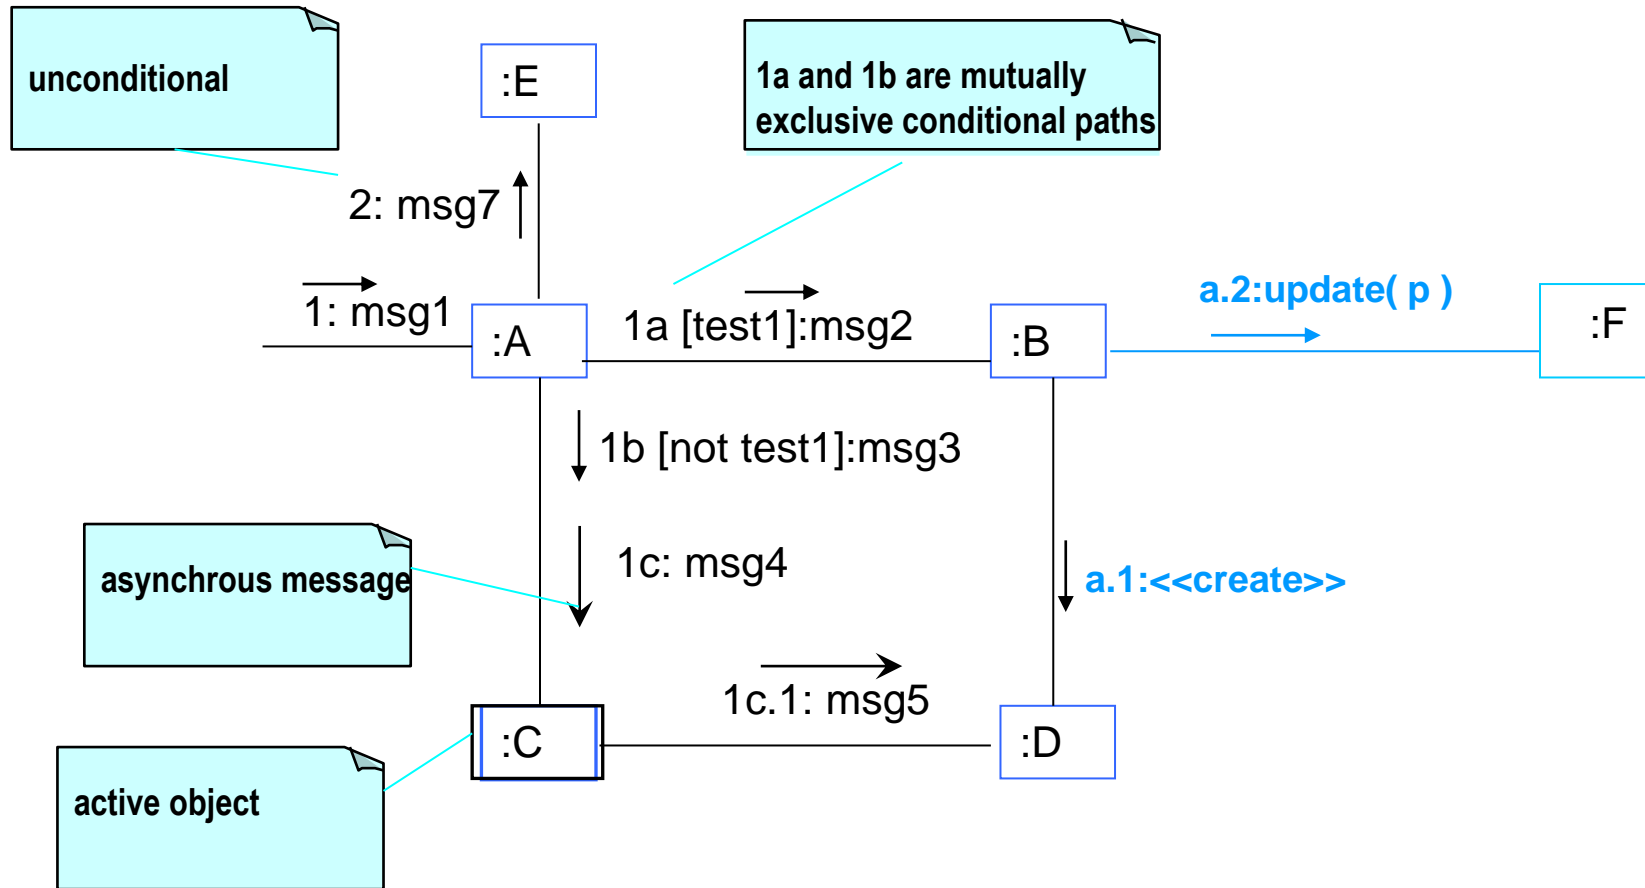 unconditional
:E
1a and 1b are mutually
exclusive conditional paths
2: msg7
1: msg1
:A
1a [test1]:msg2
:B
a.2:update( p )
:F
1b [not test1]:msg3
asynchrous message
1c: msg4
a.1:<<create>>
1c.1: msg5
:C
:D
active object